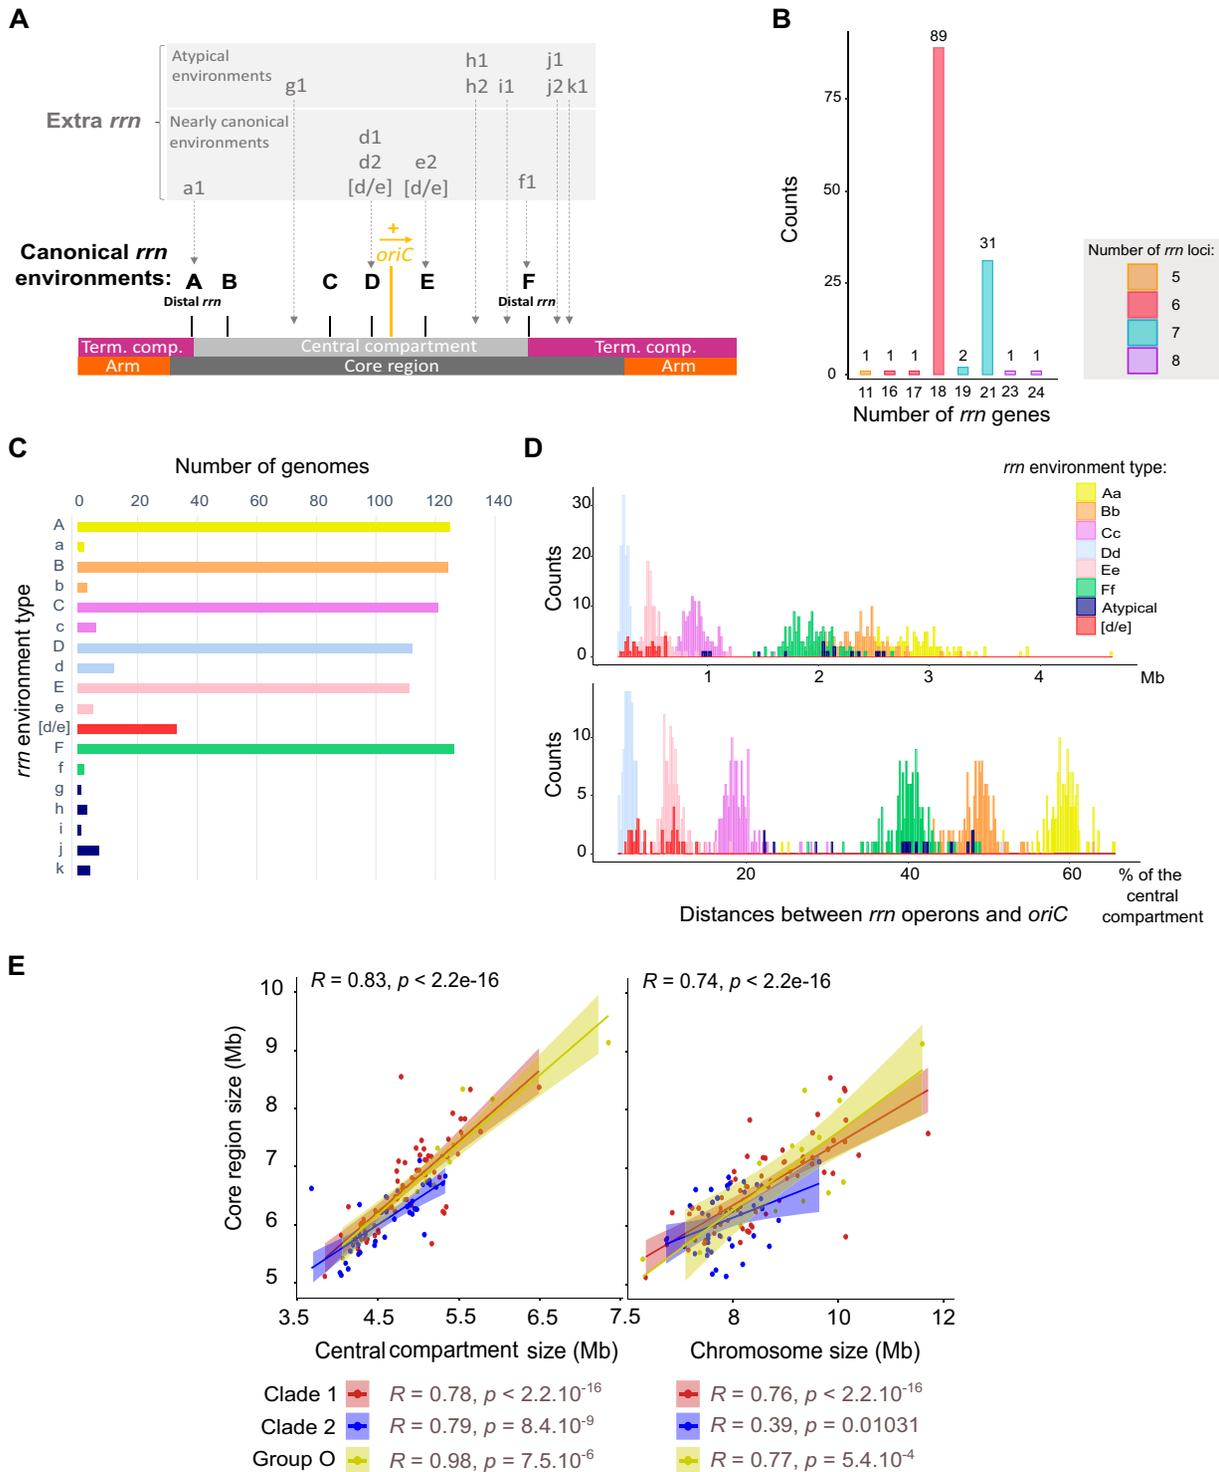 A
Extra rrn
Atypical
environments
g1
h1
h2
i1
j1
j2
k1
Nearly canonical
environments
a1
d1
d2
[d/e]
e2
[d/e]
f1
+
oriC
Canonical rrn
environments:
A
B
C
D
E
F
Distal rrn
Distal rrn
Term. comp.
Central compartment
Term. comp.
Arm
Core region
Arm
B
Counts
75
50
25
0
1
1
1
89
2
31
1
1
11
16
17
18
19
21
23
24
Number of rrn genes
Number of rrn loci:
5
6
7
8
C
Number of genomes
0
20
40
60
80
100
120
140
rrn environment type
A
a
B
b
C
c
D
d
E
e
[d/e]
F
f
g
h
i
j
k
D
rrn environment type:
Aa
Bb
Cc
Dd
Ee
Ff
Atypical
[d/e]
Counts
30
20
10
0
1
2
3
4
Mb
Counts
10
5
0
20
40
60
% of the
central
compartment
Distances between rrn operons and oriC
E
Core region size (Mb)
10
9
8
7
6
5
R = 0.83, p < 2.2e-16
R = 0.74, p < 2.2e-16
3.5
4.5
5.5
6.5
7.5
8
10
12
Central compartment size (Mb)
Chromosome size (Mb)
Clade 1
R = 0.78, p < 2.2.10-16
R = 0.76, p < 2.2.10-16
Clade 2
R = 0.79, p = 8.4.10-9
R = 0.39, p = 0.01031
Group O
R = 0.98, p = 7.5.10-6
R = 0.77, p = 5.4.10-4